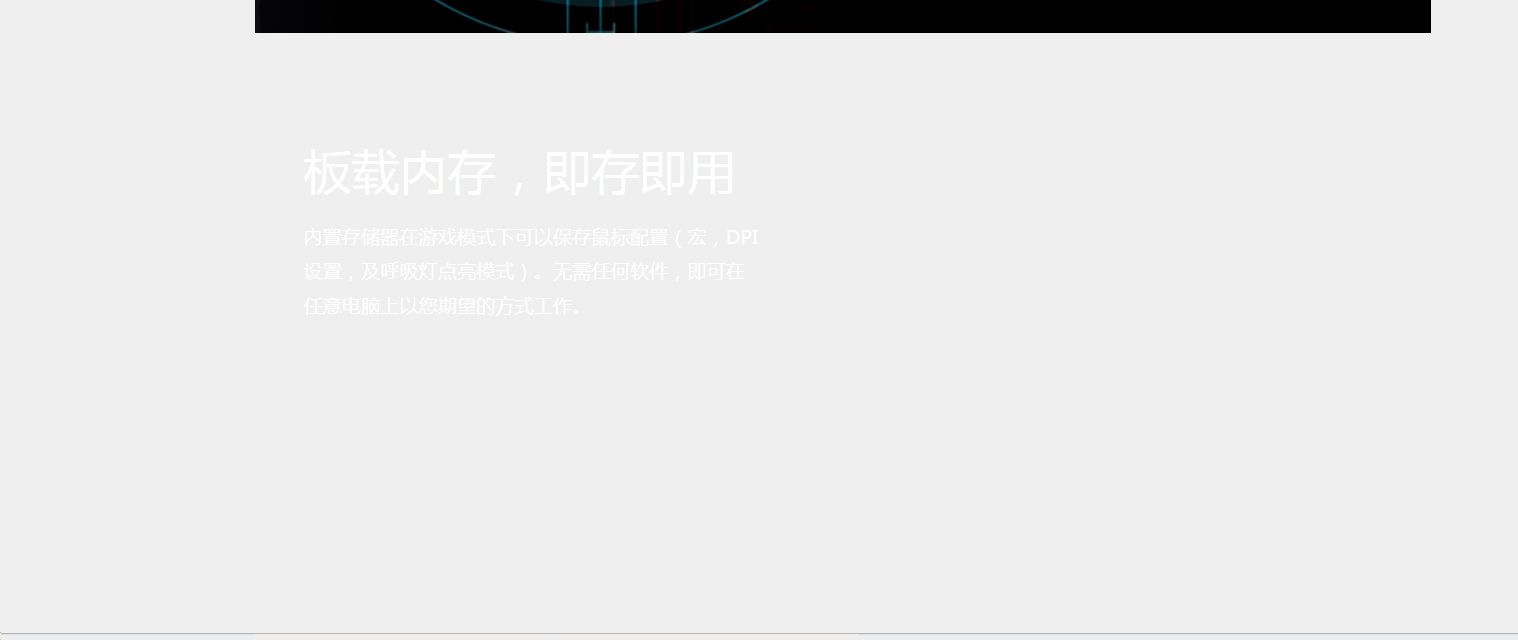 板载内存，即存即用
内置存储器在游戏模式下可以保存鼠标配置（宏，DPI
设置，及呼吸灯点亮模式）。无需任何软件，即可在
任意电脑上以您期望的方式工作。